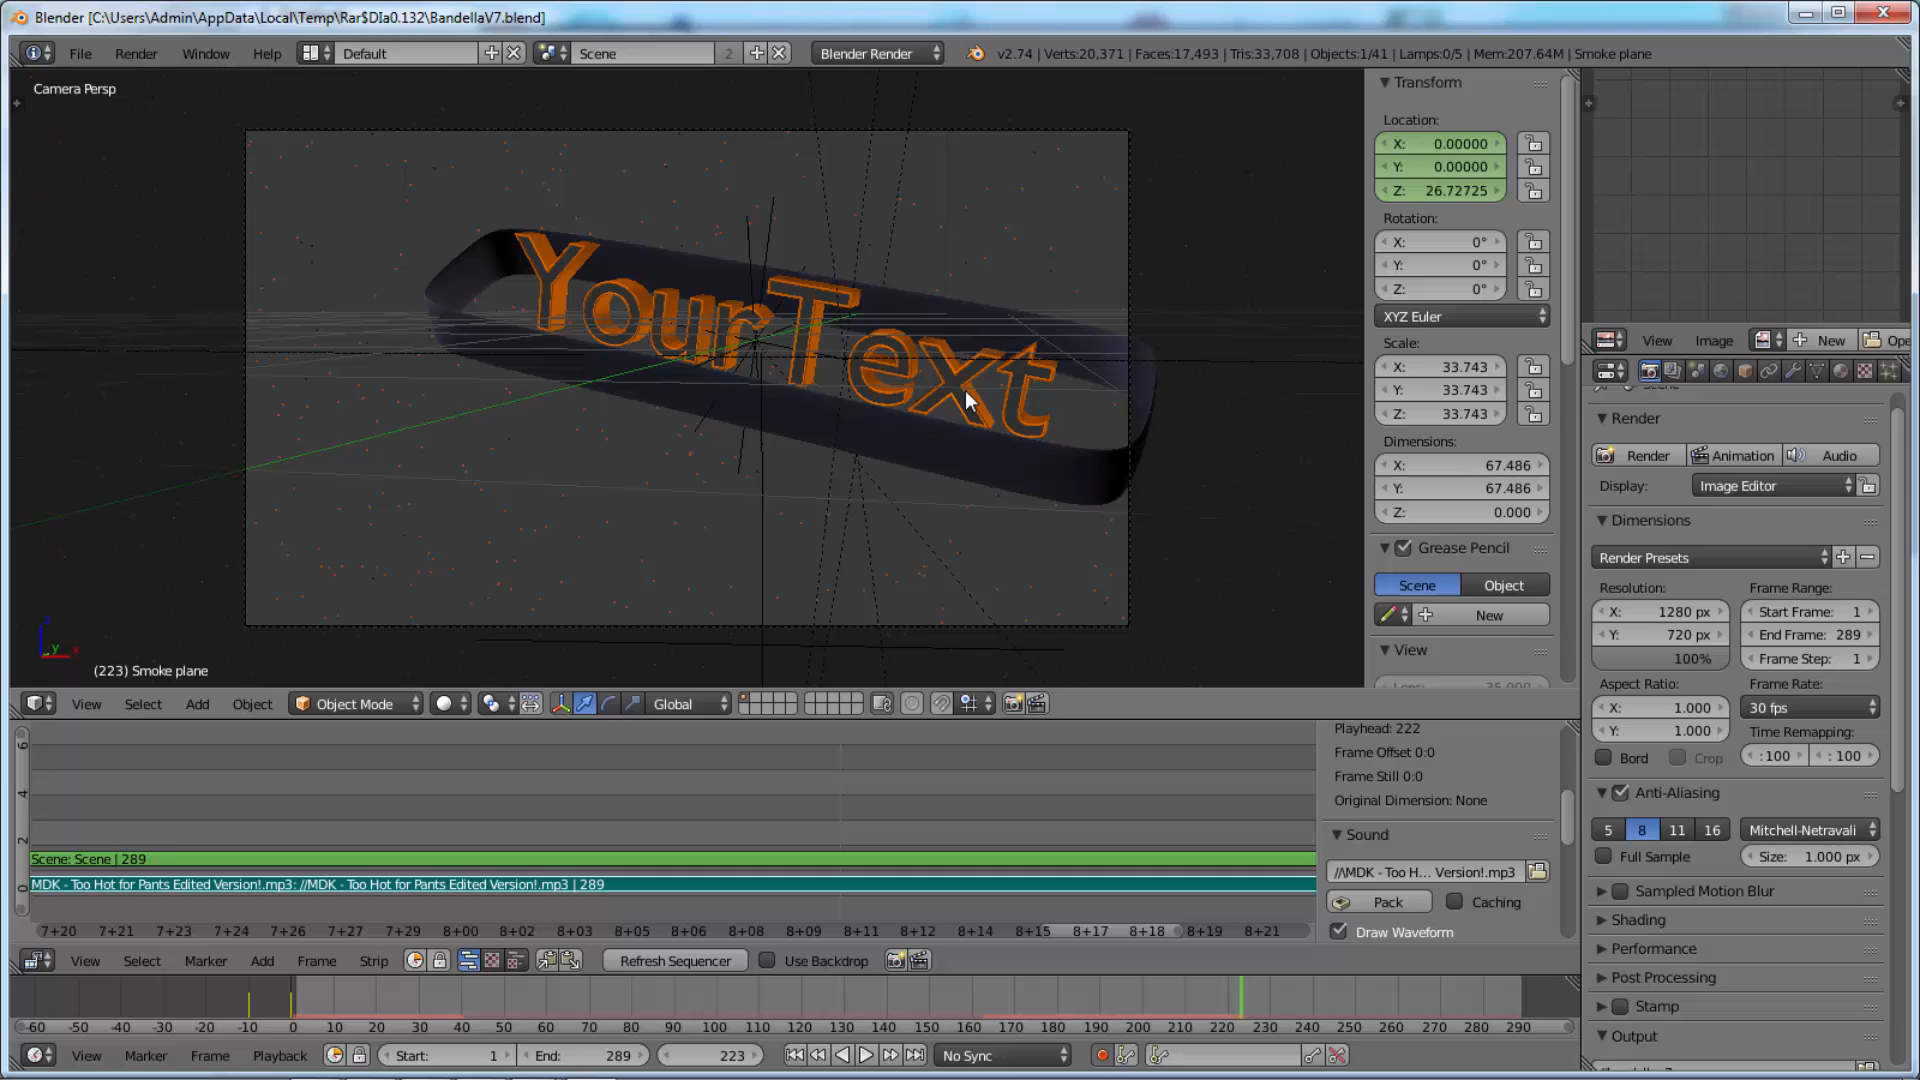 Blender [C:\Users\Admin\AppData\Local\Temp\Rar$DIa0.132\BandellaV7.blend]
File Render Window Help Default Scene 2 Blender Render v2.74 | Verts:20,371 | Faces:17,493 | Tris:33,708 | Objects:1/41 | Lamps:0/5 | Mem:207.64M | Smoke plane
Camera Persp
YourText
(223) Smoke plane
z
y x
Transform
Location:
X: 0.00000
Y: 0.00000
Z: 26.72725
Rotation:
X: 0°
Y: 0°
Z: 0°
XYZ Euler
Scale:
X: 33.743
Y: 33.743
Z: 33.743
Dimensions:
X: 67.486
Y: 67.486
Z: 0.000
Grease Pencil
Scene Object
New
View
View Select Add Object Object Mode Global
View Image New Ope
Render
Render Animation Audio
Display: Image Editor
Dimensions
Render Presets
Resolution: Frame Range:
X: 1280 px Start Frame: 1
Y: 720 px End Frame: 289
100% Frame Step: 1
Aspect Ratio: Frame Rate:
X: 1.000 30 fps
Y: 1.000 Time Remapping:
Bord Crop :100 : 100
Anti-Aliasing
5 8 11 16 Mitchell-Netravali
Full Sample Size: 1.000 px
Sampled Motion Blur
Shading
Performance
Post Processing
Stamp
Output
6
4
2
0
Scene: Scene | 289
MDK - Too Hot for Pants Edited Version!.mp3: //MDK - Too Hot for Pants Edited Version!.mp3 | 289
7+20 7+21 7+23 7+24 7+26 7+27 7+29 8+00 8+02 8+03 8+05 8+06 8+08 8+09 8+11 8+12 8+14 8+15 8+17 8+18 8+19 8+21
Playhead: 222
Frame Offset 0:0
Frame Still 0:0
Original Dimension: None
Sound
//\MDK - Too H... Version!.mp3
Pack Caching
Draw Waveform
View Select Marker Add Frame Strip Refresh Sequencer Use Backdrop
-60 -50 -40 -30 -20 -10 0 10 20 30 40 50 60 70 80 90 100 110 120 130 140 150 160 170 180 190 200 210 220 230 240 250 260 270 280 290
View Marker Frame Playback Start: 1 End: 289 223 No Sync